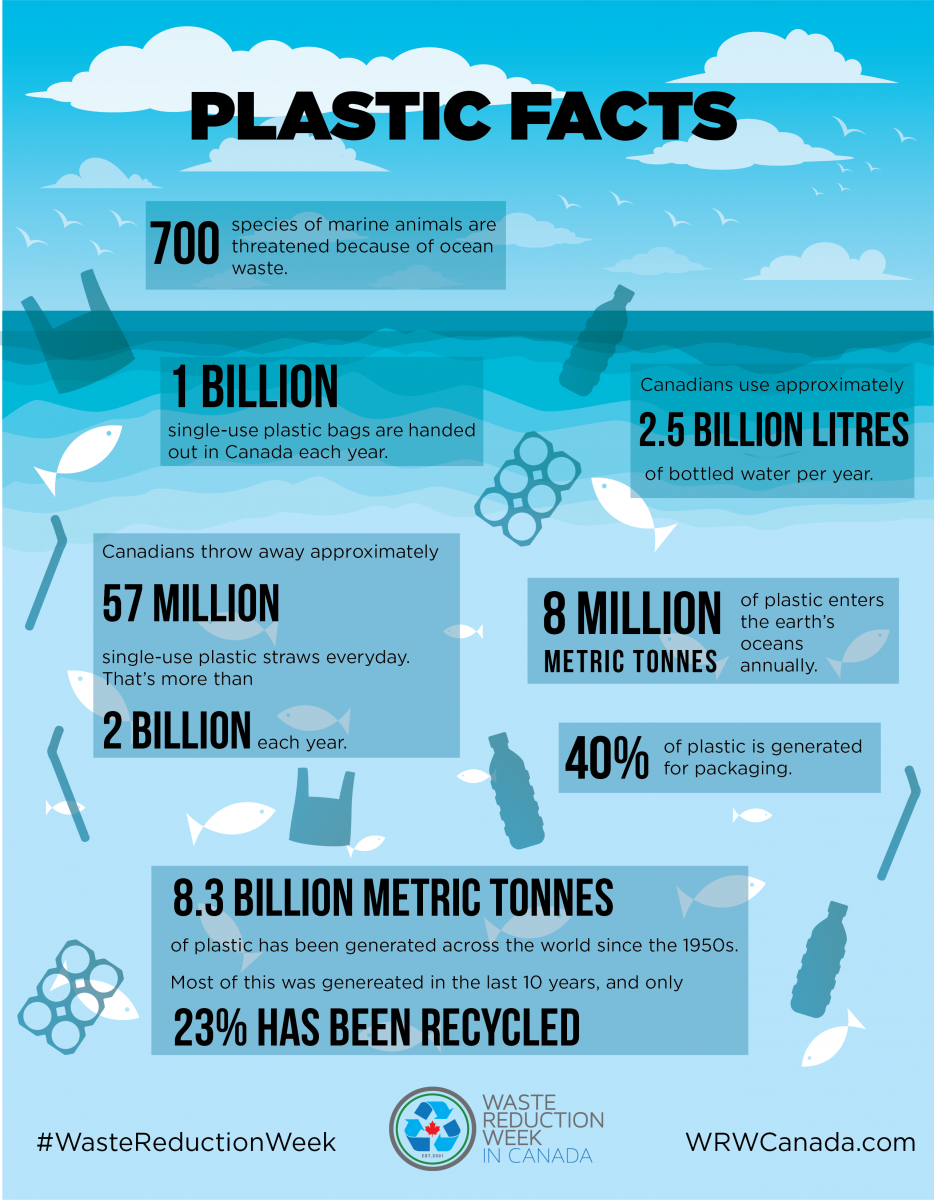 PLASTIC FACTS
700
species of marine animals are
threatened because of ocean
waste.
1 BILLION
single-use plastic bags are handed
out in Canada each year.
Canadians use approximately
2.5 BILLION LITRES
of bottled water per year.
Canadians throw away approximately
57 MILLION
single-use plastic straws everyday.
That's more than
2 BILLION each year.
8 MILLION
METRIC TONNES
of plastic enters
the earth's
oceans
annually.
40%
of plastic is generated
for packaging.
8.3 BILLION METRIC TONNES
of plastic has been generated across the world since the 1950s.
Most of this was genereated in the last 10 years, and only
23% HAS BEEN RECYCLED
#WasteReductionWeek
EST.2001
WASTE
REDUCTION
WEEK
IN CANADA
WRWCanada.com